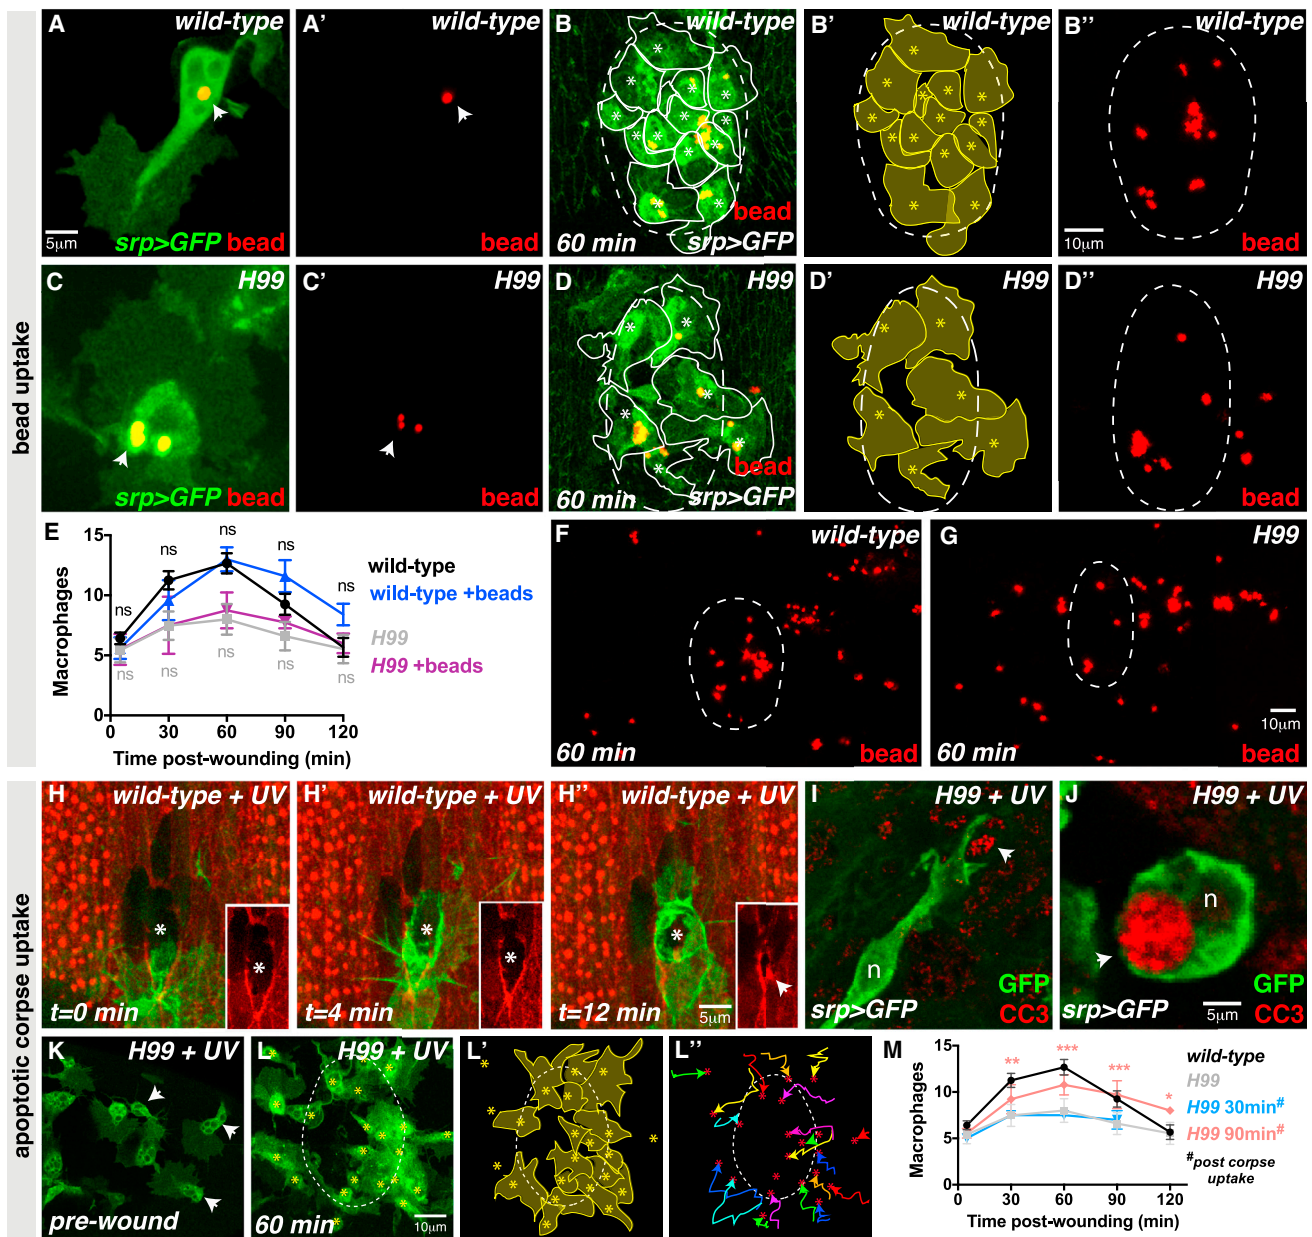 bead uptake
A
wild-type
5μm
srp>GFP bead
A’
wild-type
bead
B
wild-type
bead
60 min
srp>GFP
B’
wild-type
B’’
wild-type
10μm
bead
C
H99
srp>GFP bead
C’
H99
bead
D
H99
bead
60 min
srp>GFP
D’
H99
D’’
H99
bead
E
Macrophages
15
10
5
0
0
30
60
90
120
Time post-wounding (min)
ns
ns
ns
ns
ns
ns
ns
ns
ns
ns
wild-type
wild-type +beads
H99
H99 +beads
F
wild-type
60 min
bead
G
H99
10μm
60 min
bead
apoptotic corpse uptake
H
wild-type + UV
*
*
t=0 min
H’
wild-type + UV
*
*
t=4 min
H’’
wild-type + UV
*
t=12 min
5μm
I
H99 + UV
n
srp>GFP
GFP
CC3
J
H99 + UV
n
srp>GFP
5μm
GFP
CC3
K
H99 + UV
pre-wound
L
H99 + UV
60 min
10μm
L’
L’’
M
Macrophages
15
10
5
0
0
30
60
90
120
Time post-wounding (min)
**
***
***
*
wild-type
H99
H99 30min#
H99 90min#
#post corpse
uptake